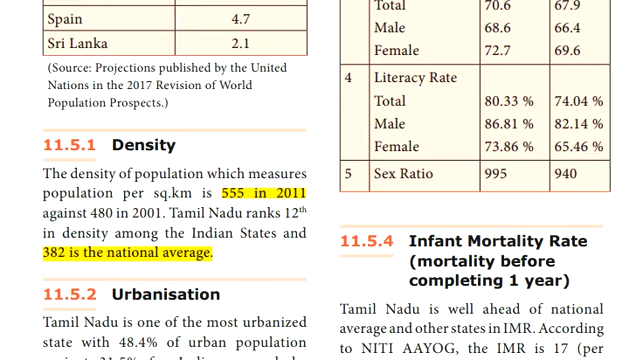 Spain 4.7
Sri Lanka 2.1
(Source: Projections published by the United
Nations in the 2017 Revision of World
Population Prospects.)
11.5.1 Density
The density of population which measures
population per sq.km is 555 in 2011
against 480 in 2001. Tamil Nadu ranks 12th
in density among the Indian States and
382 is the national average.
11.5.2 Urbanisation
Tamil Nadu is one of the most urbanized
state with 48.4% of urban population
Total 70.6 67.9
Male 68.6 66.4
Female 72.7 69.6
4 Literacy Rate
Total 80.33 % 74.04 %
Male 86.81 % 82.14 %
Female 73.86 % 65.46 %
5 Sex Ratio 995 940
11.5.4 Infant Mortality Rate
(mortality before
completing 1 year)
Tamil Nadu is well ahead of national
average and other states in IMR. According
to NITI AAYOG, the IMR is 17 (per